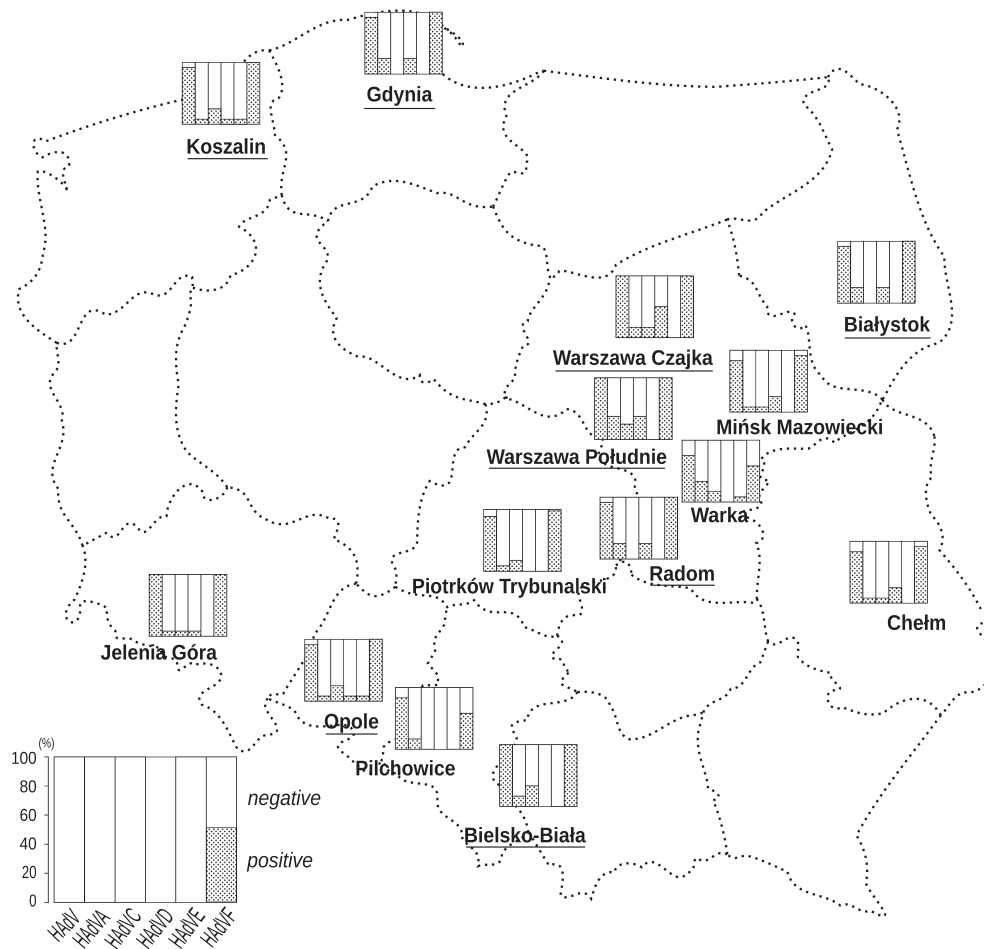 Gdynia
Koszalin
Białystok
Warszawa Czajka
Mińsk Mazowiecki
Warszawa Południe
Warka
Radom
Piotrków Trybunalski
Chełm
Jelenia Góra
Opole
Pilchowice
Bielsko-Biała
(%)
100
80
60
40
20
0
negative
positive
HAdV
HAdVA
HAdVC
HAdVD
HAdVE
HAdVF